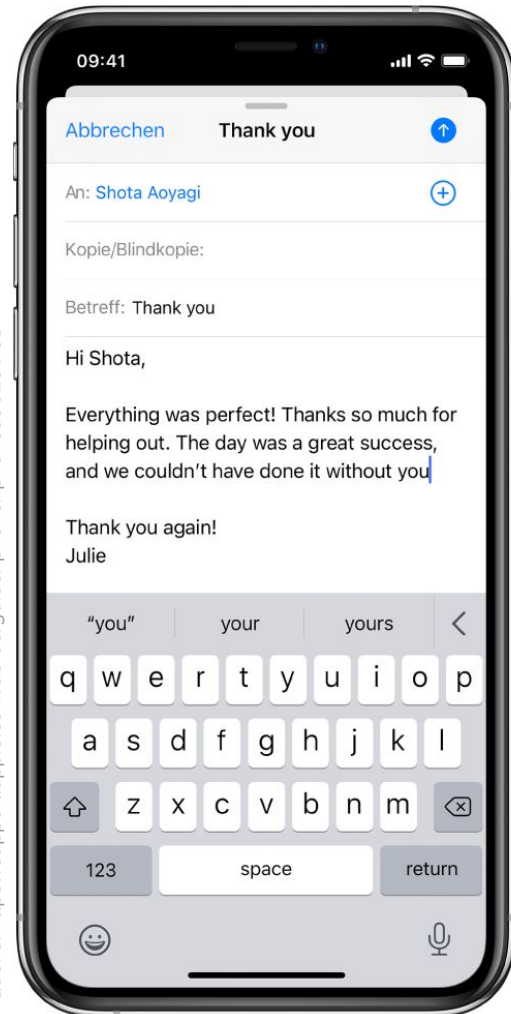 09:41
Abbrechen Thank you
An: Shota Aoyagi
Kopie/Blindkopie:
Betreff: Thank you
Hi Shota,
Everything was perfect! Thanks so much for
helping out. The day was a great success,
and we couldn't have done it without you
Thank you again!
Julie
“you” your yours
q w e r t y u i o p
a s d f g h j k l
z x c v b n m
123 space return